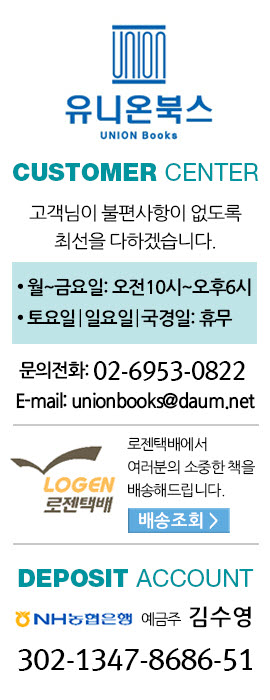 UNION
유니온북스
UNION Books
CUSTOMER CENTER
고객님이 불편사항이 없도록
최선을 다하겠습니다.
• 월~금요일: 오전10시~오후6시
• 토요일|일요일|국경일: 휴무
문의전화: 02-6953-0822
E-mail: unionbooks@daum.net
로젠택배에서
여러분의 소중한 책을
배송해드립니다.
LOGEN
로젠택배
배송조회 >
DEPOSIT ACCOUNT
NH농협은행 예금주 김수영
302-1347-8686-51